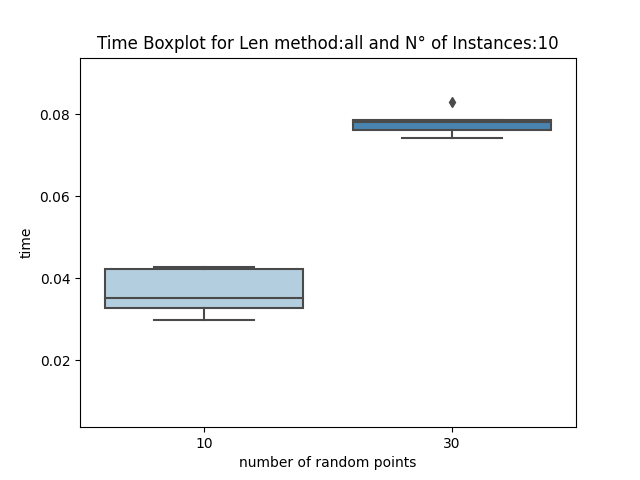 Time Boxplot for Len method:all and N° of Instances:10
0.08
0.06
0.04
0.02
time
10 30
number of random points